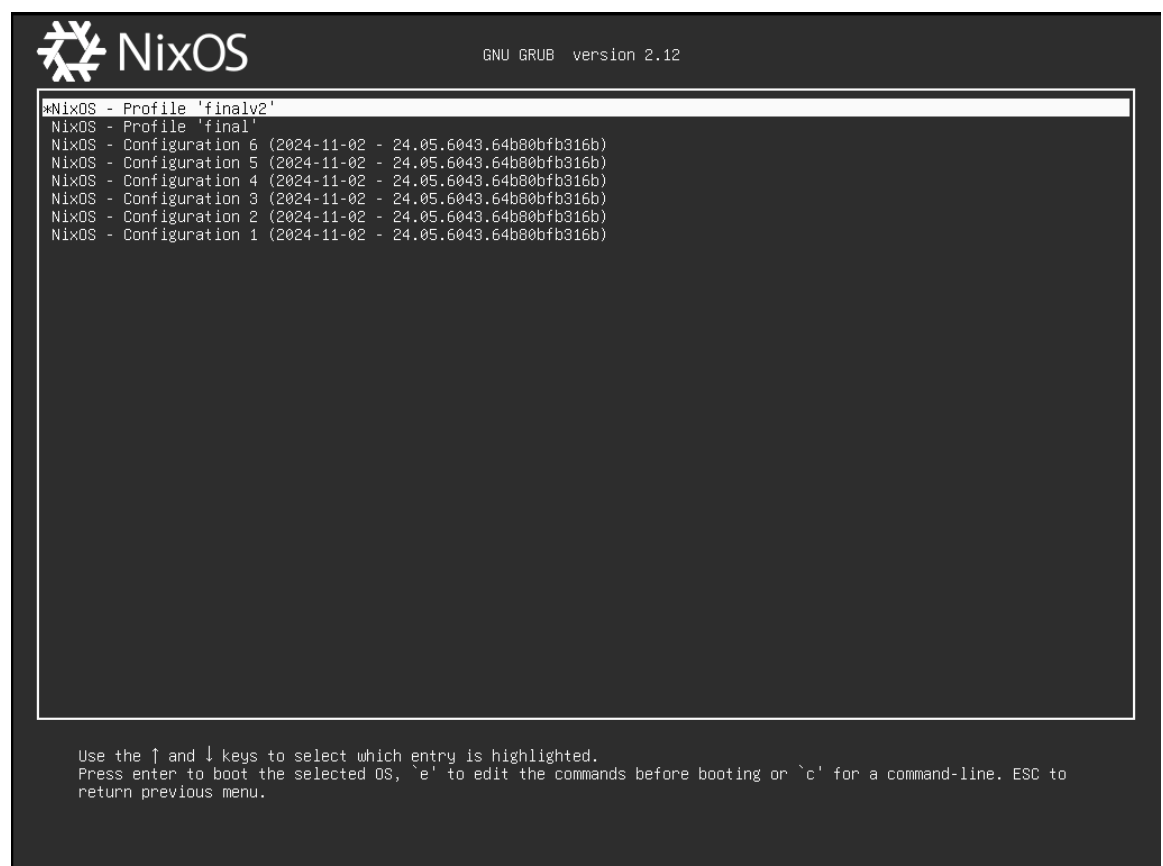 NixOS
GNU GRUB version 2.12
*NixOS - Profile 'finalv2'
NixOS - Profile 'final'
NixOS - Configuration 6 (2024-11-02 - 24.05.6043.64b80bfb316b)
NixOS - Configuration 5 (2024-11-02 - 24.05.6043.64b80bfb316b)
NixOS - Configuration 4 (2024-11-02 - 24.05.6043.64b80bfb316b)
NixOS - Configuration 3 (2024-11-02 - 24.05.6043.64b80bfb316b)
NixOS - Configuration 2 (2024-11-02 - 24.05.6043.64b80bfb316b)
NixOS - Configuration 1 (2024-11-02 - 24.05.6043.64b80bfb316b)
Use the ↑ and ↓ keys to select which entry is highlighted.
Press enter to boot the selected OS, `e' to edit the commands before booting or `c' for a command-line. ESC to
return previous menu.